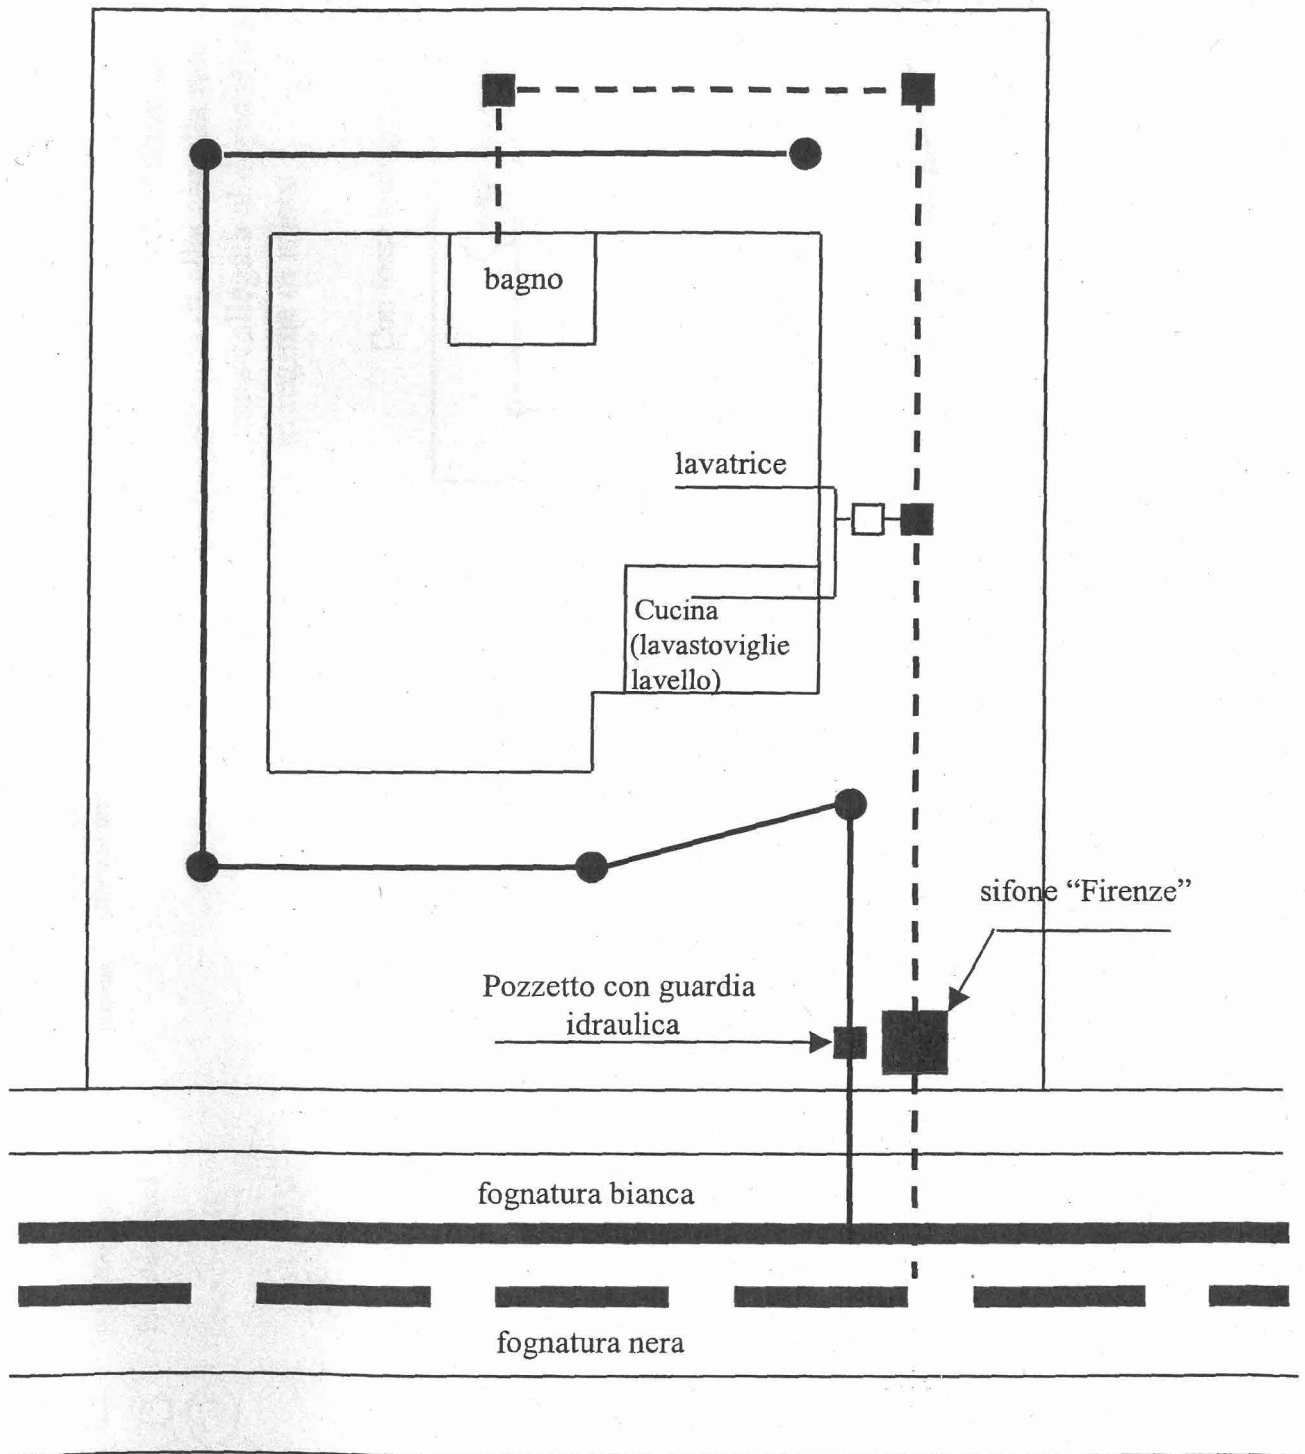 bagno
lavatrice
Cucina
(lavastoviglie
lavello)
sifone “Firenze”
Pozzetto con guardia
idraulica
fognatura bianca
fognatura nera